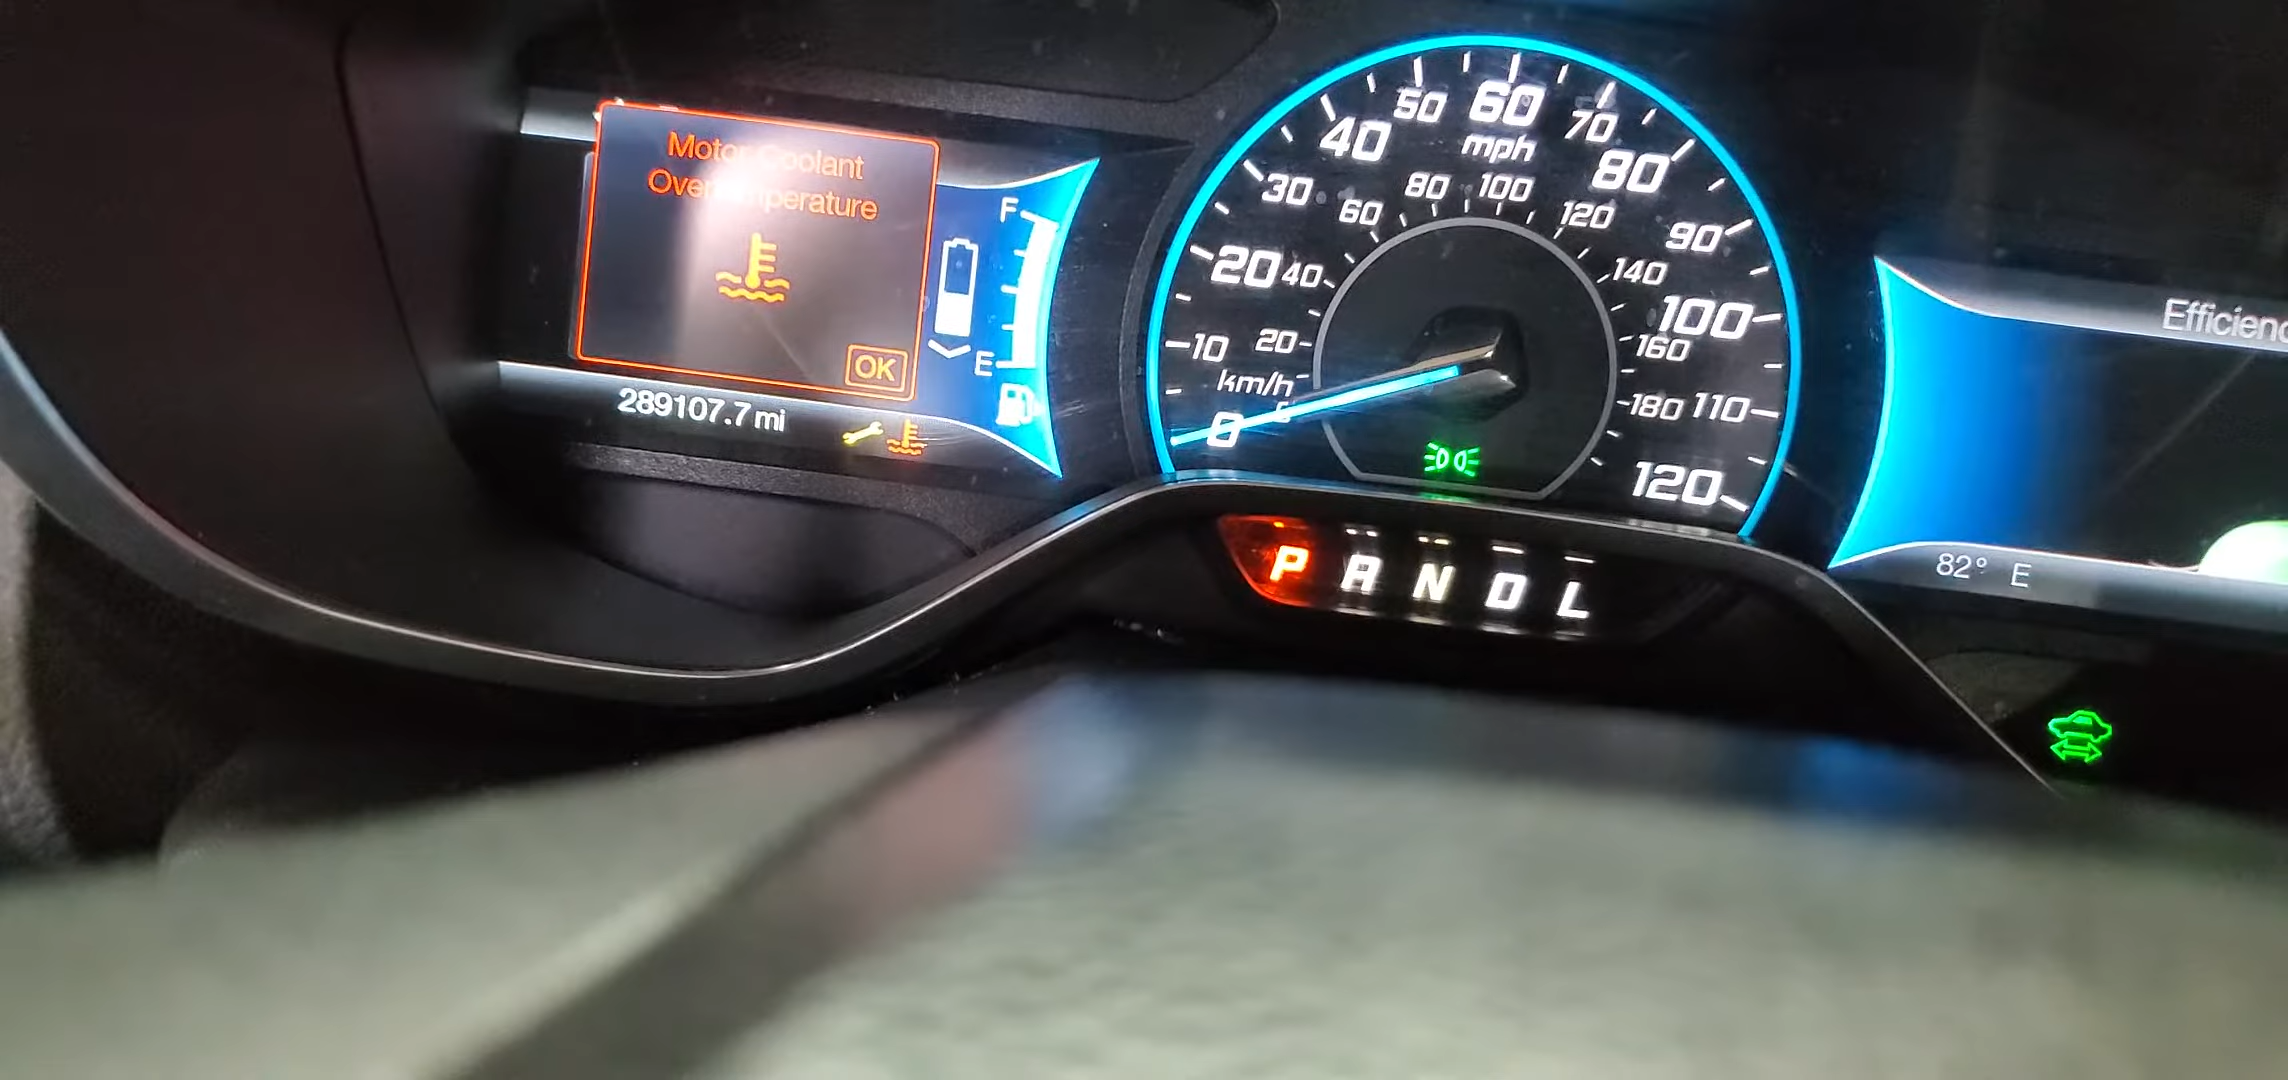 Motor Coolant
Over Temperature
OK
F
E
289107.7 mi
0
10
20
30
40
50
60
70
80
90
100
110
120
mph
20
40
60
80
100
120
140
160
180
km/h
P R N D L
Efficienc
82° E